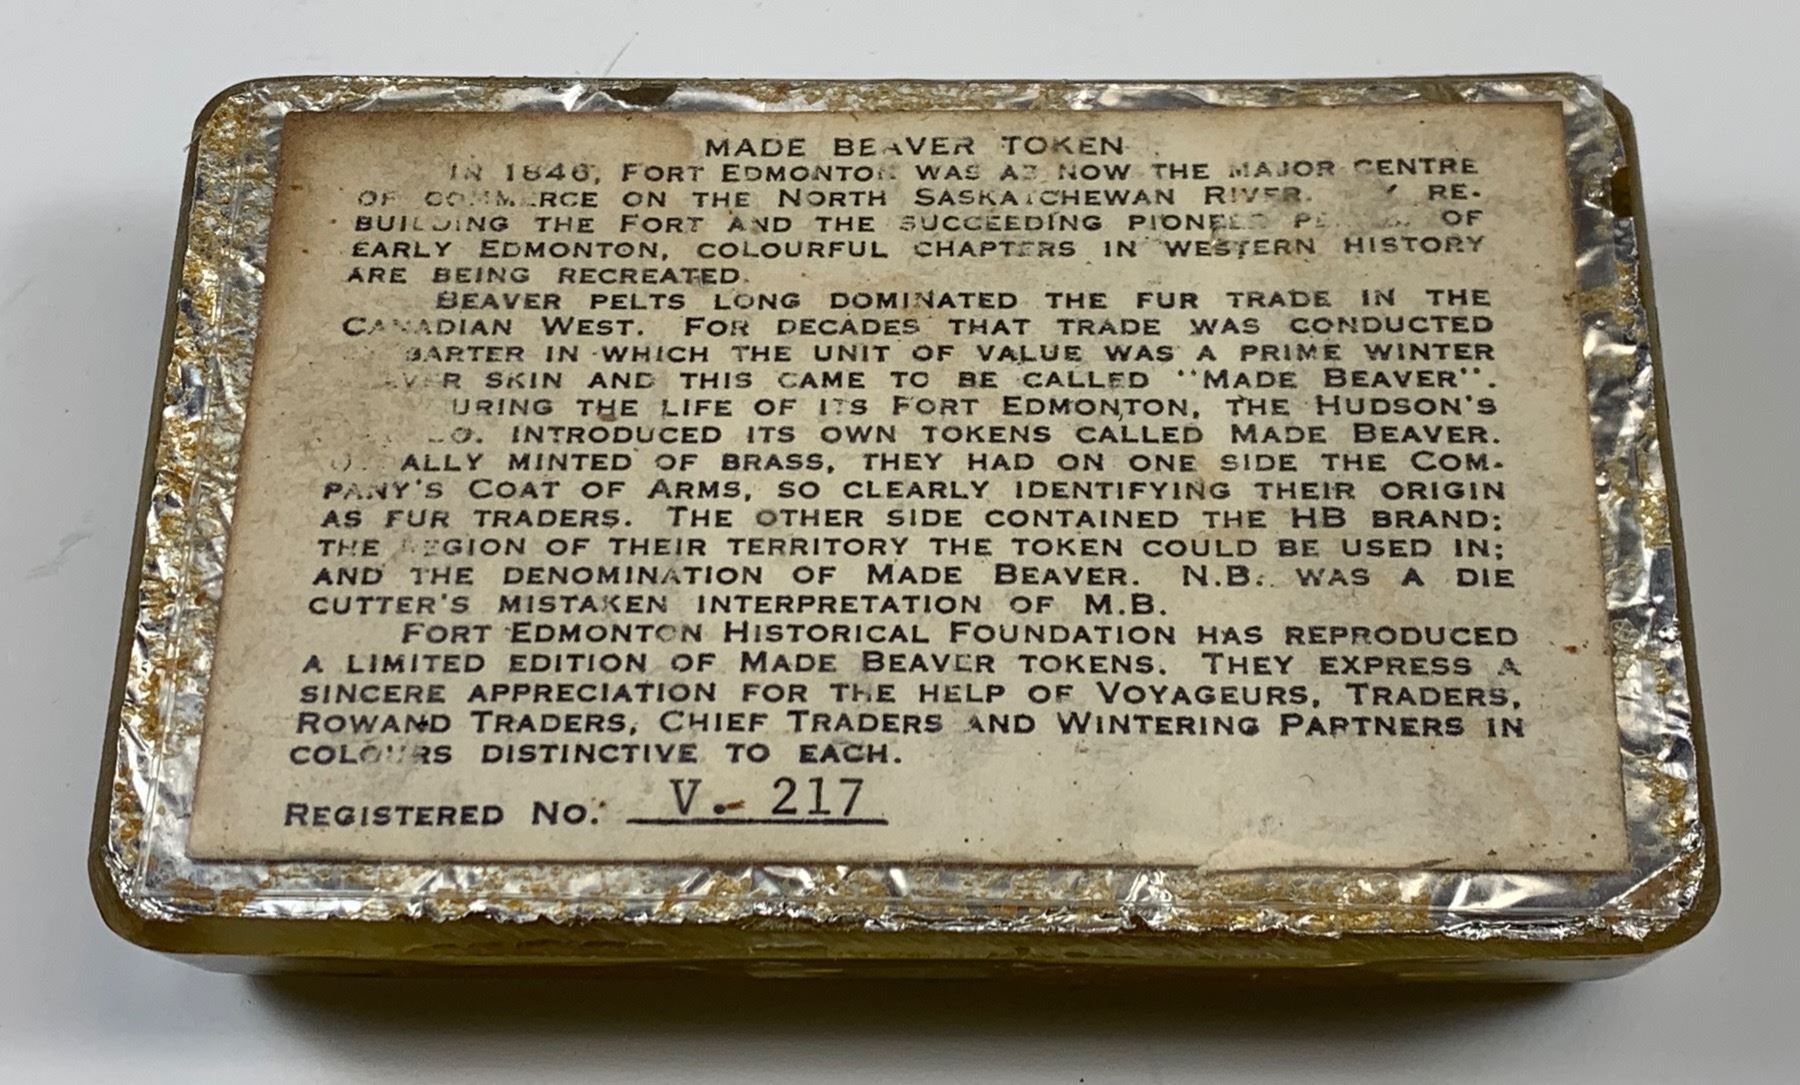 MADE BEAVER TOKEN
IN 1846, FORT EDMONTON WAS AS NOW THE MAJOR CENTRE
OF COMMERCE ON THE NORTH SASKATCHEWAN RIVER. RE-
BUILDING THE FORT AND THE SUCCEEDING PIONEER OF
EARLY EDMONTON, COLOURFUL CHAPTERS IN WESTERN HISTORY
ARE BEING RECREATED.
BEAVER PELTS LONG DOMINATED THE FUR TRADE IN THE
CANADIAN WEST. FOR DECADES THAT TRADE WAS CONDUCTED
BARTER IN WHICH THE UNIT OF VALUE WAS A PRIME WINTER
SKIN AND THIS CAME TO BE CALLED "MADE BEAVER".
DURING THE LIFE OF ITS FORT EDMONTON, THE HUDSON'S
CO. INTRODUCED ITS OWN TOKENS CALLED MADE BEAVER.
MINTED OF BRASS, THEY HAD ON ONE SIDE THE COM-
PANY'S COAT OF ARMS, SO CLEARLY IDENTIFYING THEIR ORIGIN
AS FUR TRADERS. THE OTHER SIDE CONTAINED THE HB BRAND;
THE REGION OF THEIR TERRITORY THE TOKEN COULD BE USED IN;
AND THE DENOMINATION OF MADE BEAVER. N.B. WAS A DIE
CUTTER'S MISTAKEN INTERPRETATION OF M.B.
FORT EDMONTON HISTORICAL FOUNDATION HAS REPRODUCED
A LIMITED EDITION OF MADE BEAVER TOKENS. THEY EXPRESS A
SINCERE APPRECIATION FOR THE HELP OF VOYAGEURS, TRADERS,
ROWAND TRADERS, CHIEF TRADERS AND WINTERING PARTNERS IN
COLOURS DISTINCTIVE TO EACH.
REGISTERED NO. V. 217